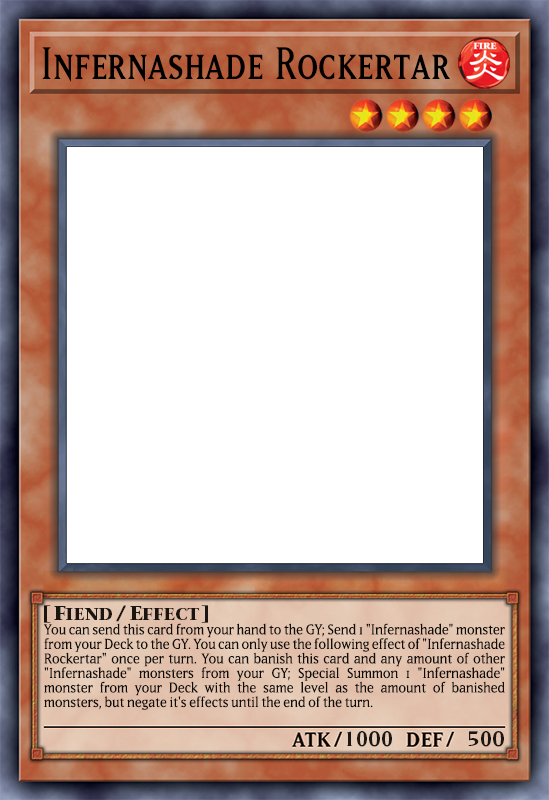 Infernashade Rockertar
FIRE
炎
[ Fiend / Effect ]
You can send this card from your hand to the GY; Send 1 "Infernashade" monster
from your Deck to the GY. You can only use the following effect of "Infernashade
Rockertar" once per turn. You can banish this card and any amount of other
"Infernashade" monsters from your GY; Special Summon 1 "Infernashade"
monster from your Deck with the same level as the amount of banished
monsters, but negate it's effects until the end of the turn.
ATK/1000 DEF/ 500